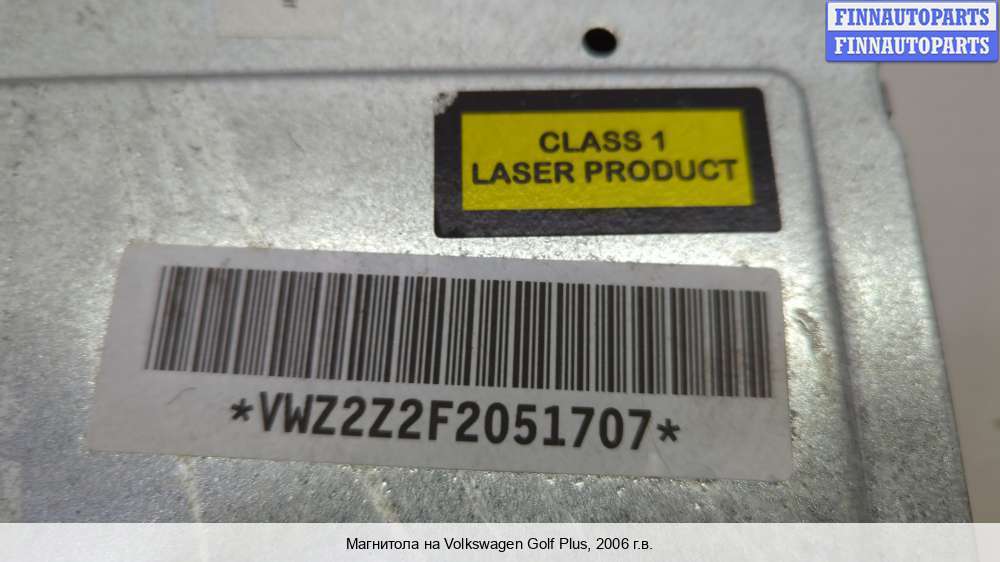 FINNAUTOPARTS
FINNAUTOPARTS
CLASS 1
LASER PRODUCT
*VWZ2Z2F2051707*
Магнитола на Volkswagen Golf Plus, 2006 г.в.